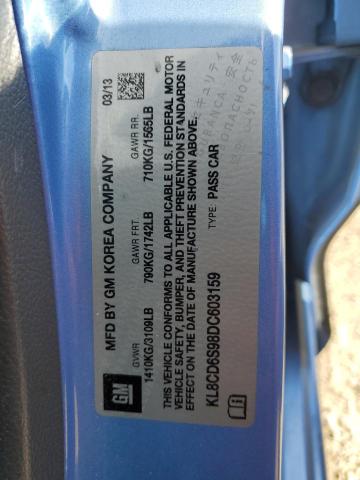 GM
MFD BY GM KOREA COMPANY
03/13
GVWR
GAWR FRT.
GAWR RR.
1410KG/3109LB
790KG/1742LB
710KG/1565LB
THIS VEHICLE CONFORMS TO ALL APPLICABLE U.S. FEDERAL MOTOR
VEHICLE SAFETY, BUMPER, AND THEFT PREVENTION STANDARDS IN
EFFECT ON THE DATE OF MANUFACTURE SHOWN ABOVE.
KL8CD6S98DC603159
TYPE: PASS CAR